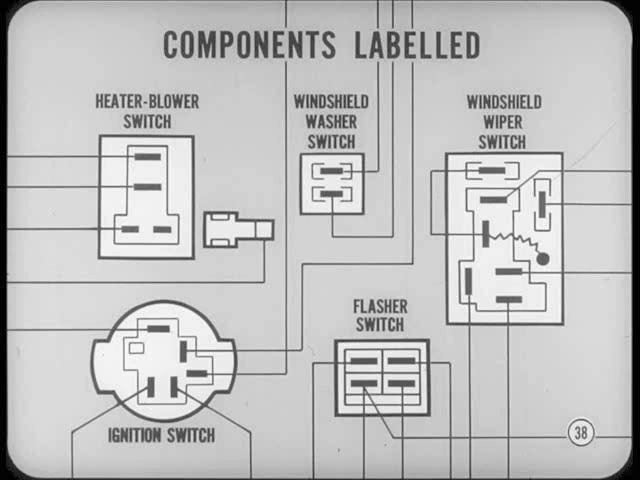 COMPONENTS LABELLED
HEATER-BLOWER
SWITCH
WINDSHIELD
WASHER
SWITCH
WINDSHIELD
WIPER
SWITCH
FLASHER
SWITCH
IGNITION SWITCH
38